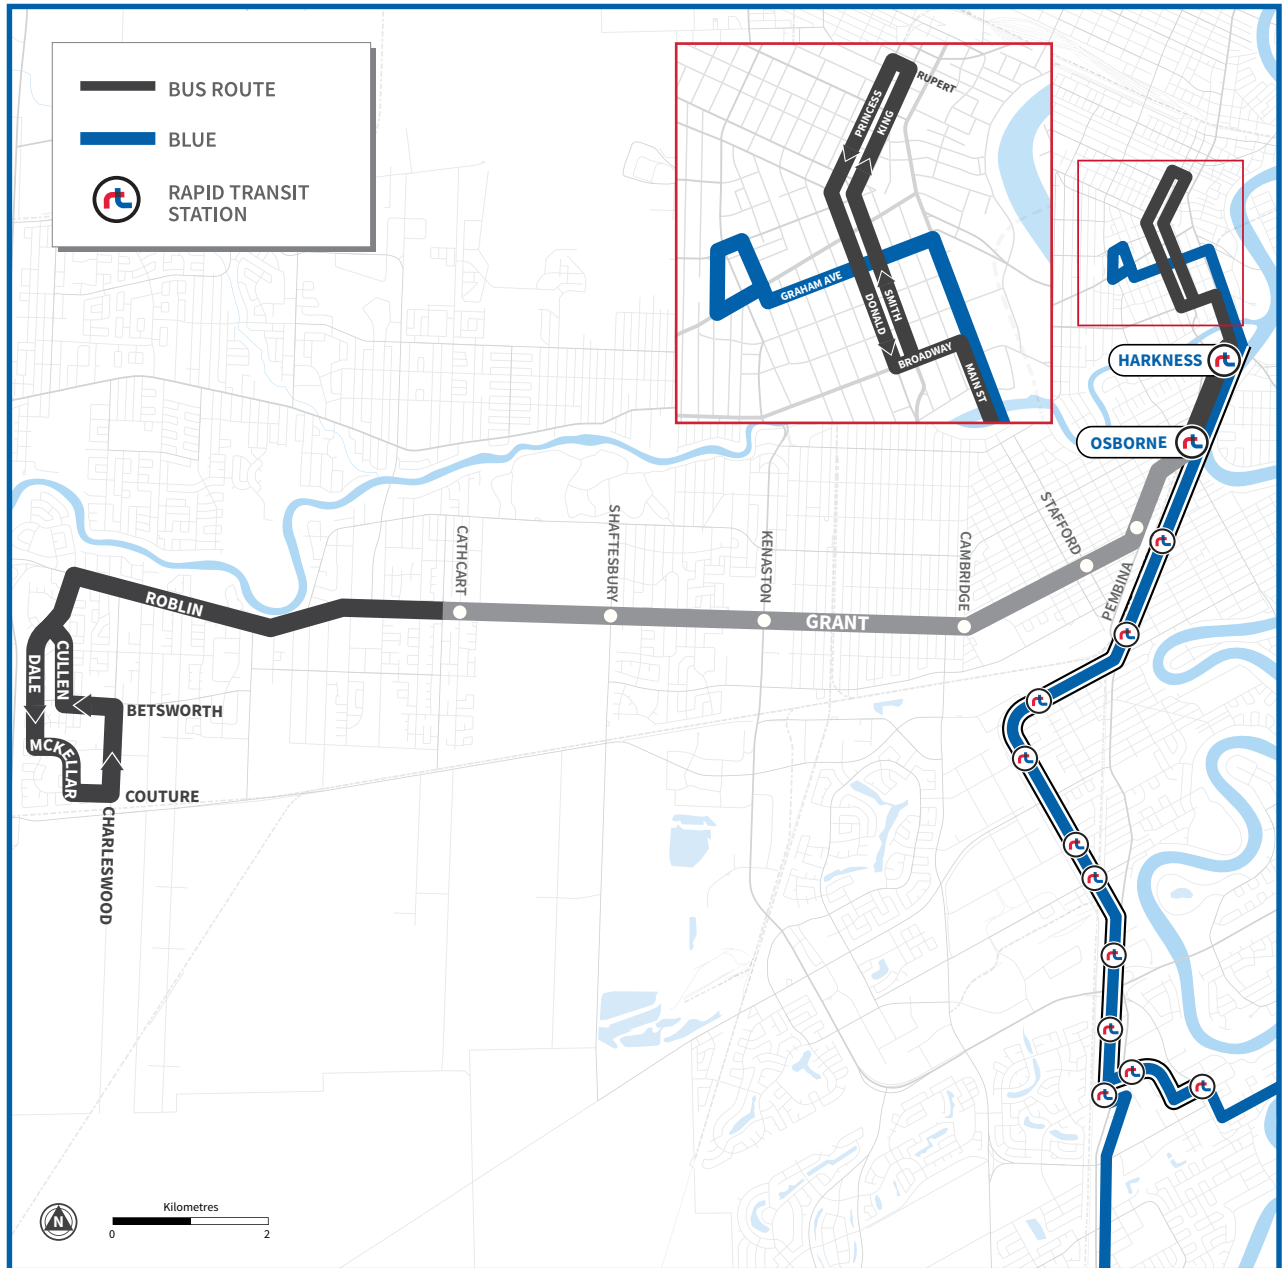 BUS ROUTE
BLUE
RAPID TRANSIT
STATION
RUPERT
PRINCESS
KING
GRAHAM AVE
SMITH
DONALD
BROADWAY
MAIN ST
HARKNESS
OSBORNE
STAFFORD
CATHCART
SHAFTESBURY
KENASTON
CAMBRIDGE
PEMBINA
ROBLIN
GRANT
CULLEN
DALE
BETSWORTH
MCKELLAR
COUTURE
CHARLESWOOD
N
Kilometres
0 2